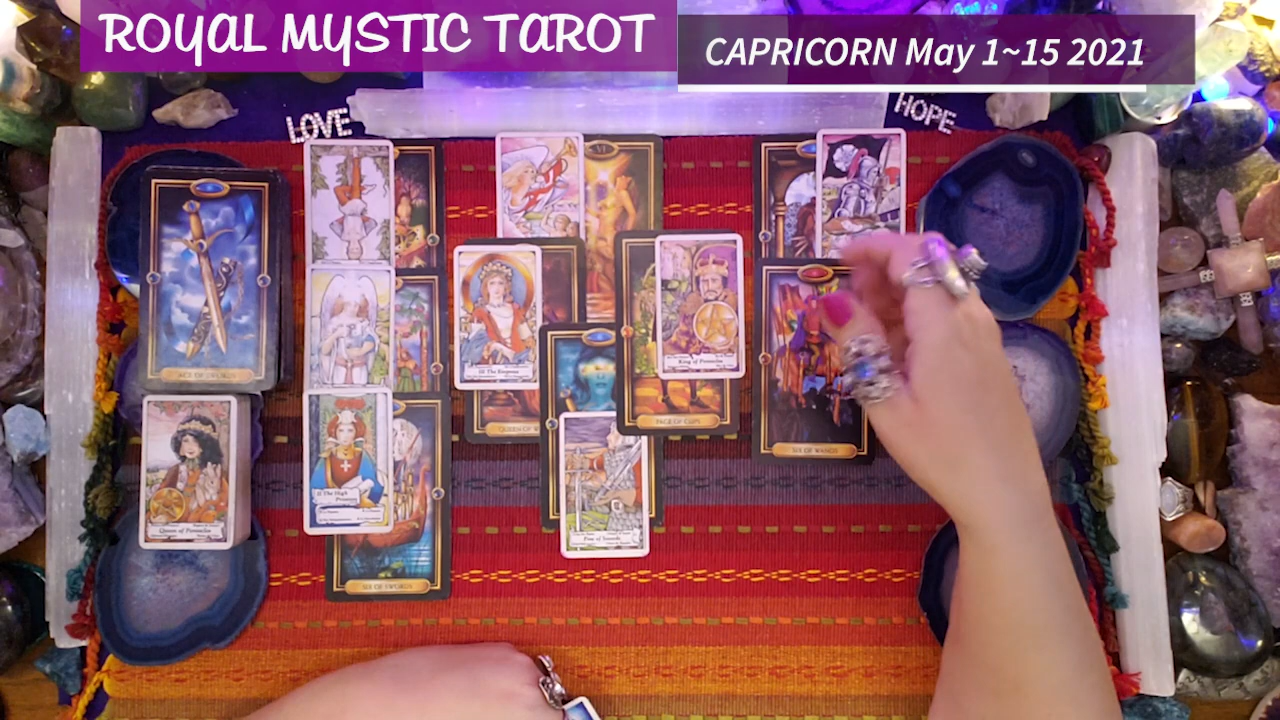 ROYAL MYSTIC TAROT
CAPRICORN May 1~15 2021
LOVE
HOPE
VI
ACE OF SWORDS
III The Empress
King of Pentacles
QUEEN OF W
PAGE OF CUPS
SIX OF WANDS
Queen of Pentacles
II The High
Priestess
Five of Swords
SIX OF SWORDS